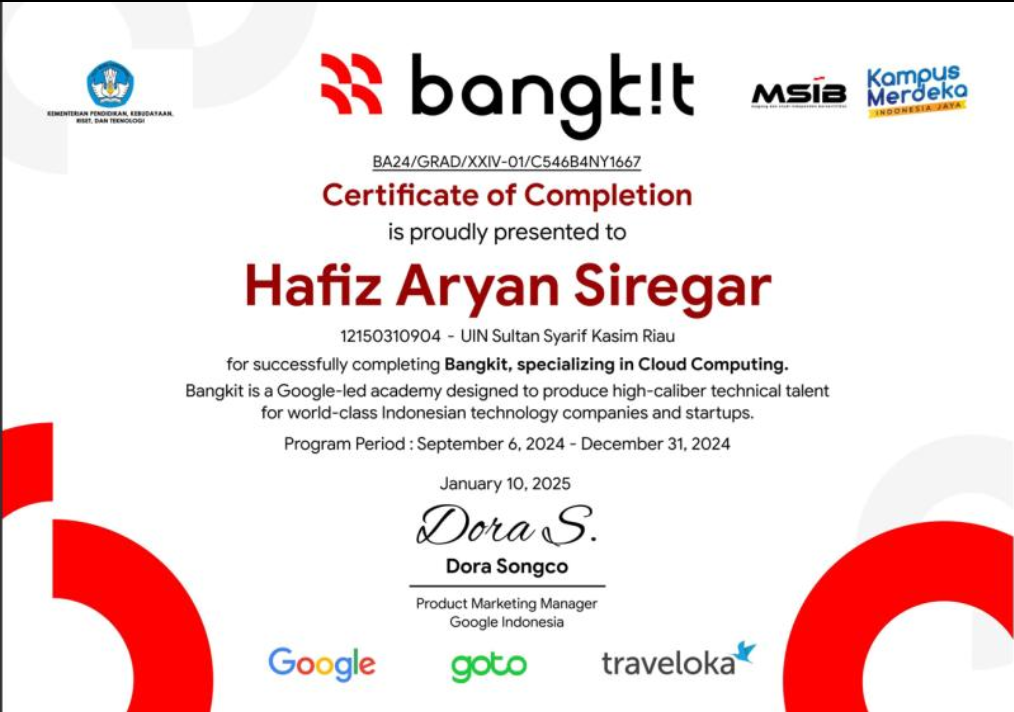 KEMENTERIAN PENDIDIKAN, KEBUDAYAAN,
RISET, DAN TEKNOLOGI
bangk!t
MSIB
Kampus
Merdeka
INDONESIA JAYA
BA24/GRAD/XXIV-01/C546B4NY1667
Certificate of Completion
is proudly presented to
Hafiz Aryan Siregar
12150310904 - UIN Sultan Syarif Kasim Riau
for successfully completing Bangkit, specializing in Cloud Computing.
Bangkit is a Google-led academy designed to produce high-caliber technical talent
for world-class Indonesian technology companies and startups.
Program Period : September 6, 2024 - December 31, 2024
January 10, 2025
Dora S.
Dora Songco
Product Marketing Manager
Google Indonesia
Google
goto
traveloka